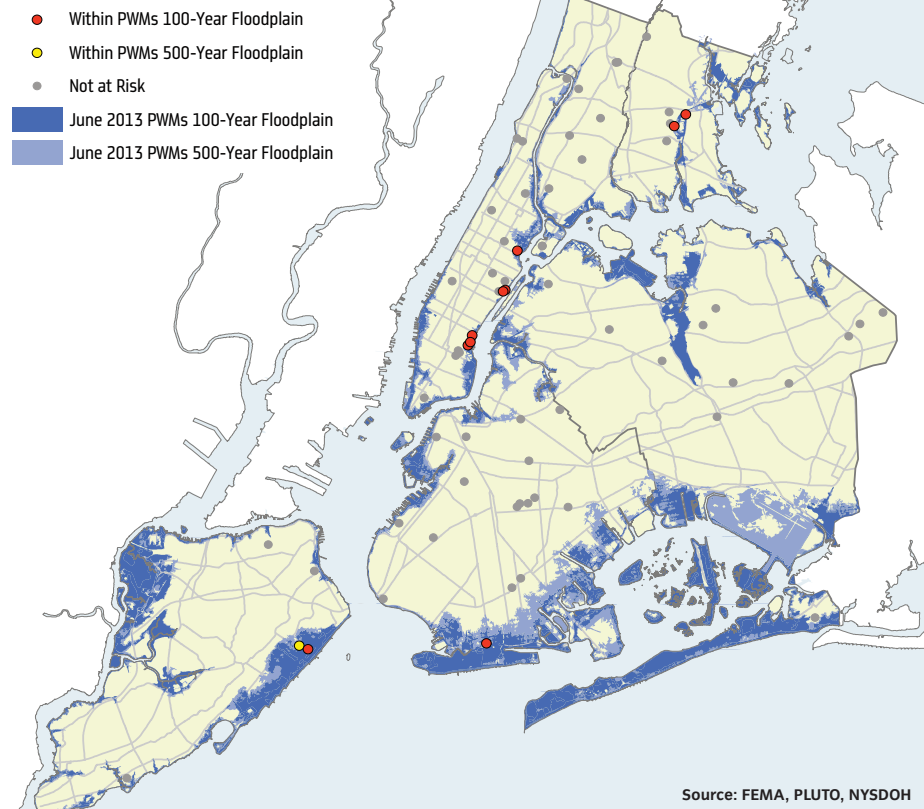 Within PWMs 100-Year Floodplain
Within PWMs 500-Year Floodplain
Not at Risk
June 2013 PWMs 100-Year Floodplain
June 2013 PWMs 500-Year Floodplain
Source: FEMA, PLUTO, NYSDOH